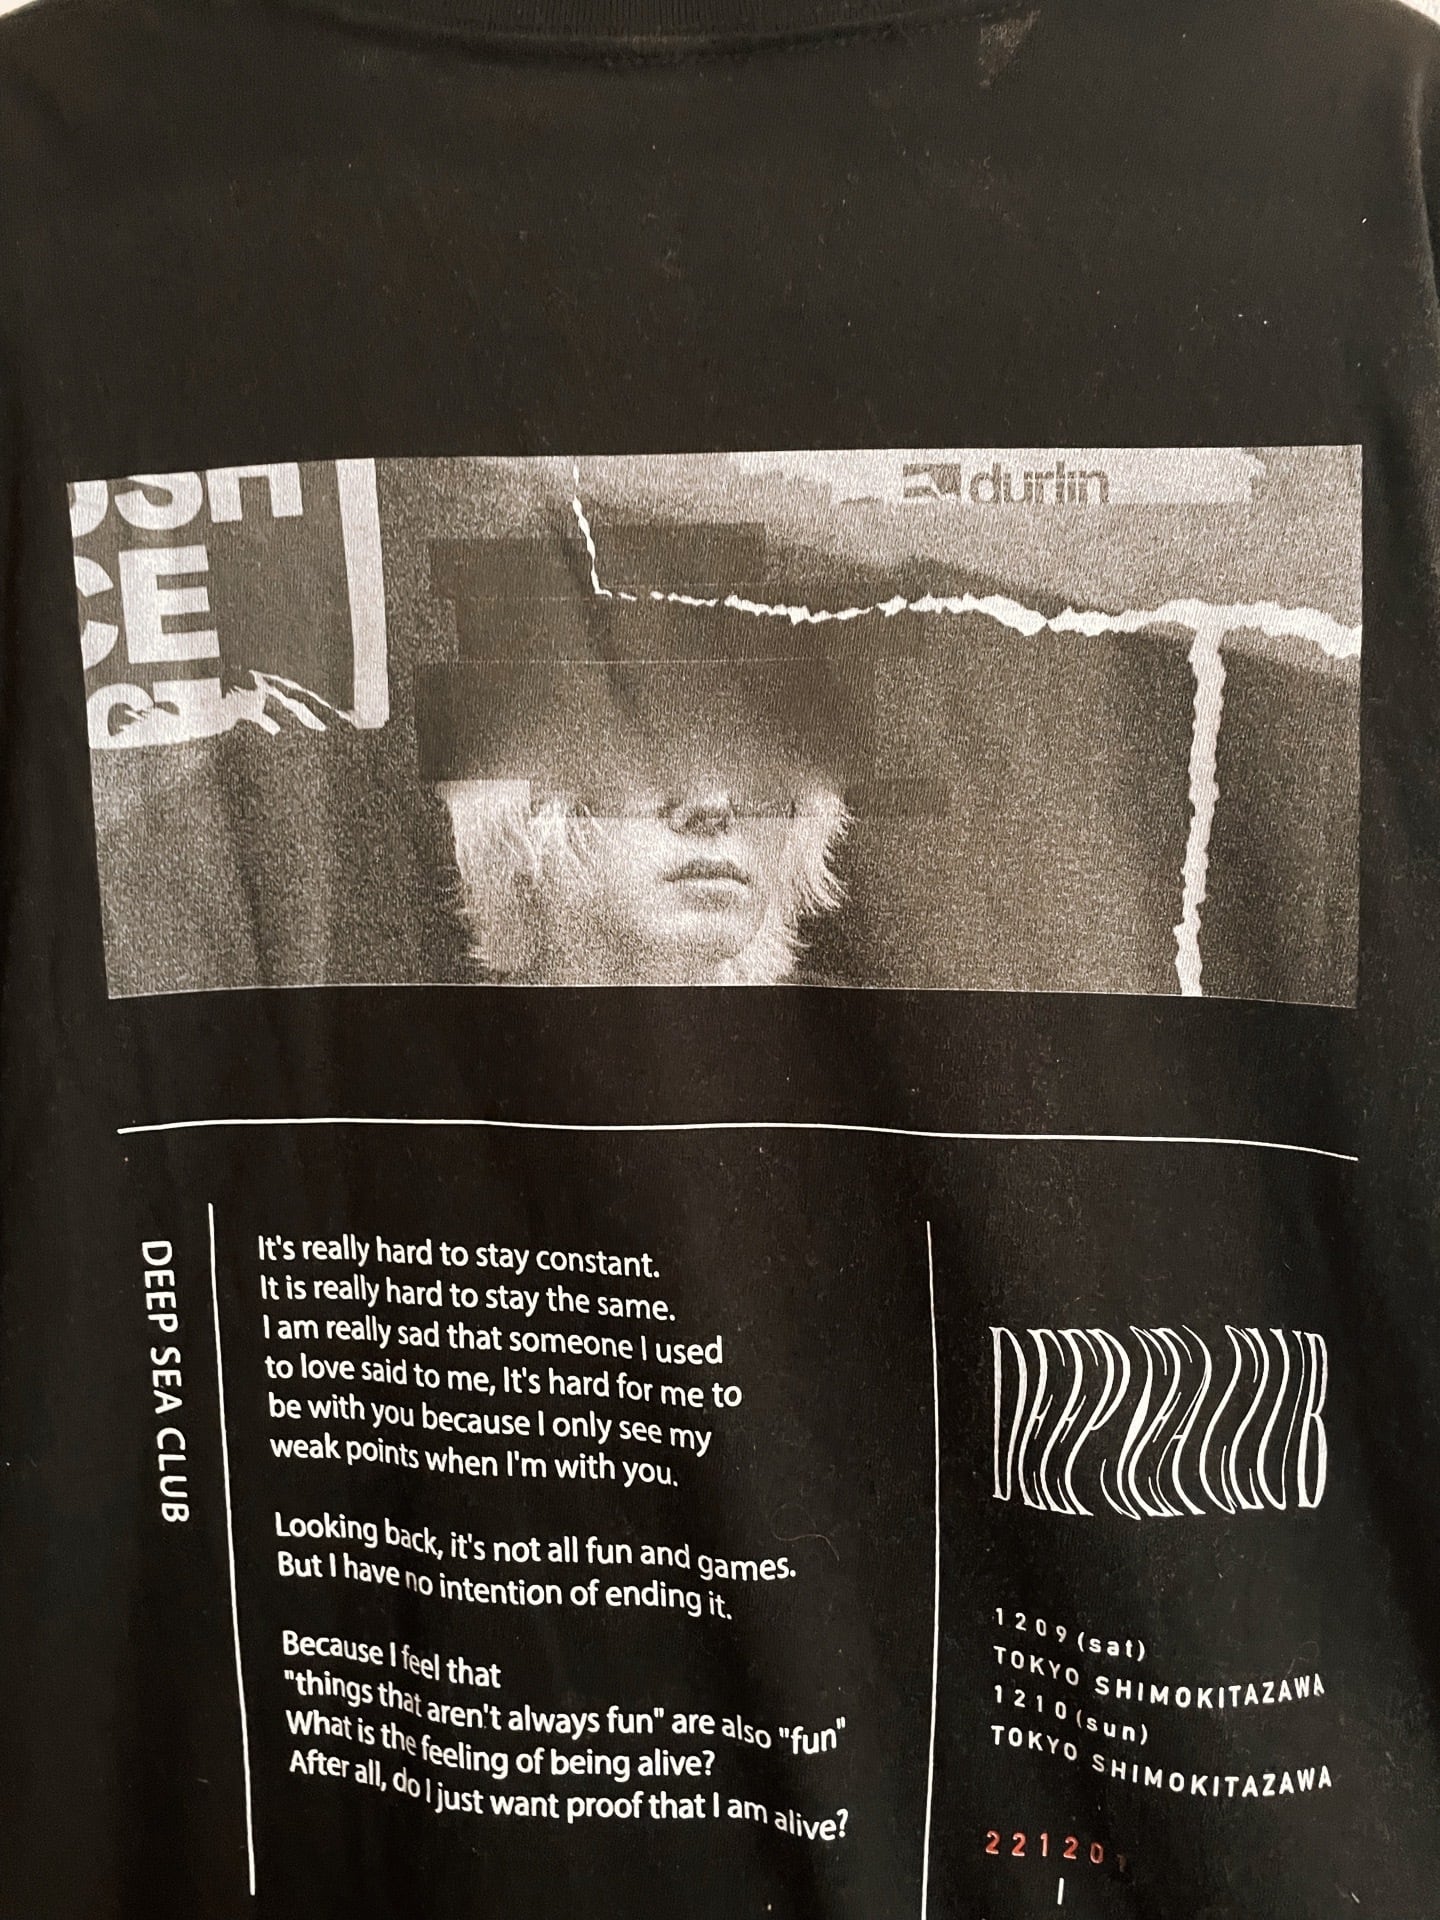 USH
CE
durlin
DEEP SEA CLUB
It's really hard to stay constant.
It is really hard to stay the same.
I am really sad that someone I used
to love said to me, It's hard for me to
be with you because I only see my
weak points when I'm with you.
Looking back, it's not all fun and games.
But I have no intention of ending it.
Because I feel that
"things that aren't always fun" are also "fun"
What is the feeling of being alive?
After all, do I just want proof that I am alive?
DEEP SEA CLUB
1209(sat)
TOKYO SHIMOKITAZAWA
1210(sun)
TOKYO SHIMOKITAZAWA
221201